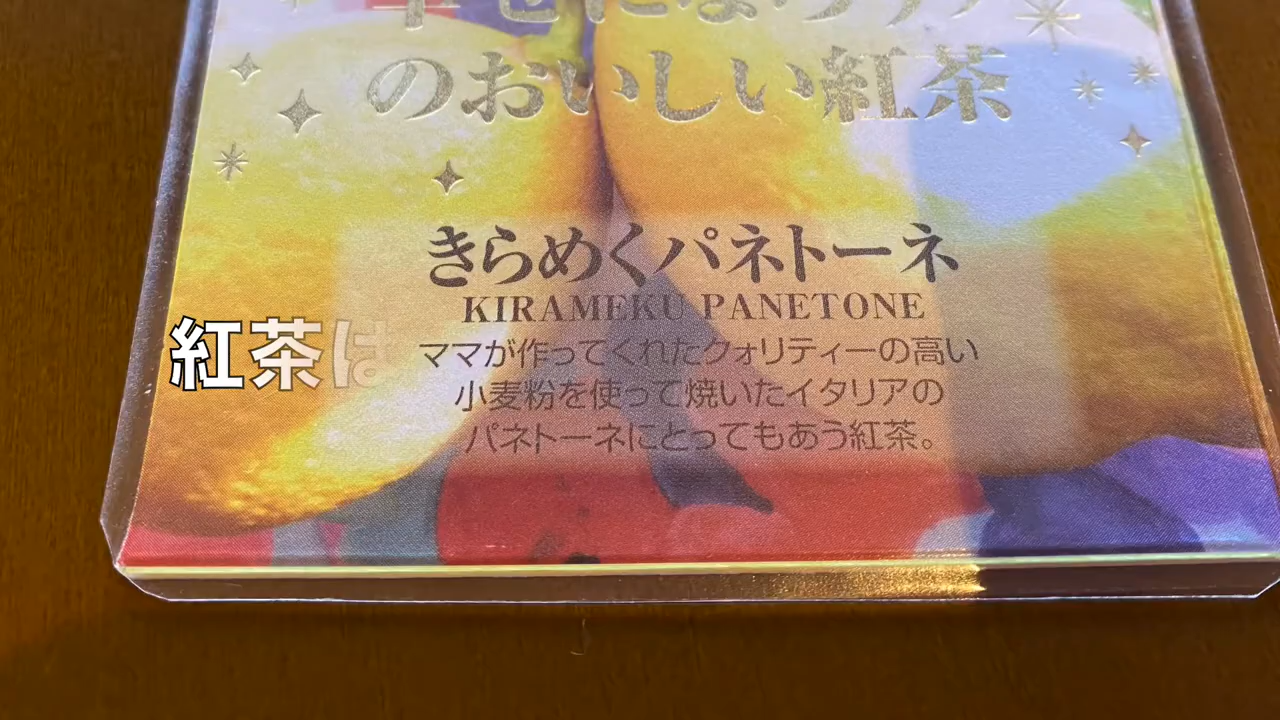 のおいしい紅茶
きらめくパネトーネ
KIRAMEKU PANETONE
紅茶は
ママが作ってくれたクォリティーの高い
小麦粉を使って焼いたイタリアの
パネトーネにとってもあう紅茶。